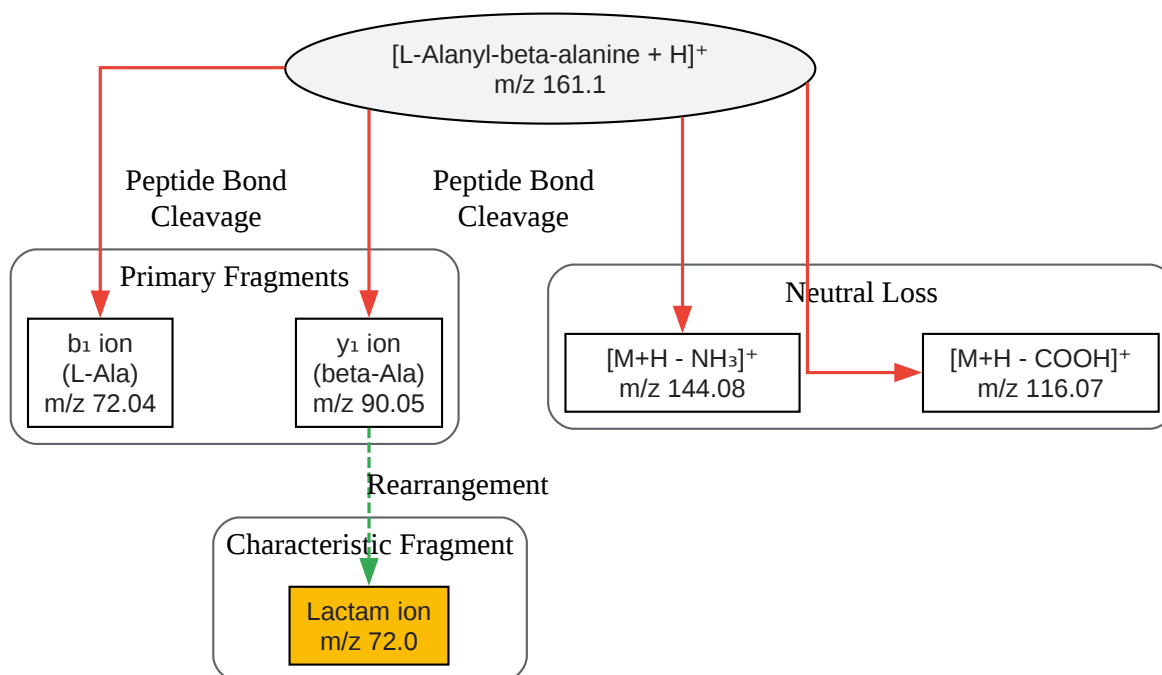 [L-Alanyl-beta-alanine + H]⁺
m/z 161.1
Peptide Bond
Cleavage
Peptide Bond
Cleavage
Primary Fragments
Neutral Loss
b₁ ion
(L-Ala)
m/z 72.04
y₁ ion
(beta-Ala)
m/z 90.05
[M+H - NH₃]⁺
m/z 144.08
[M+H - COOH]⁺
m/z 116.07
Rearrangement
Characteristic Fragment
Lactam ion
m/z 72.0